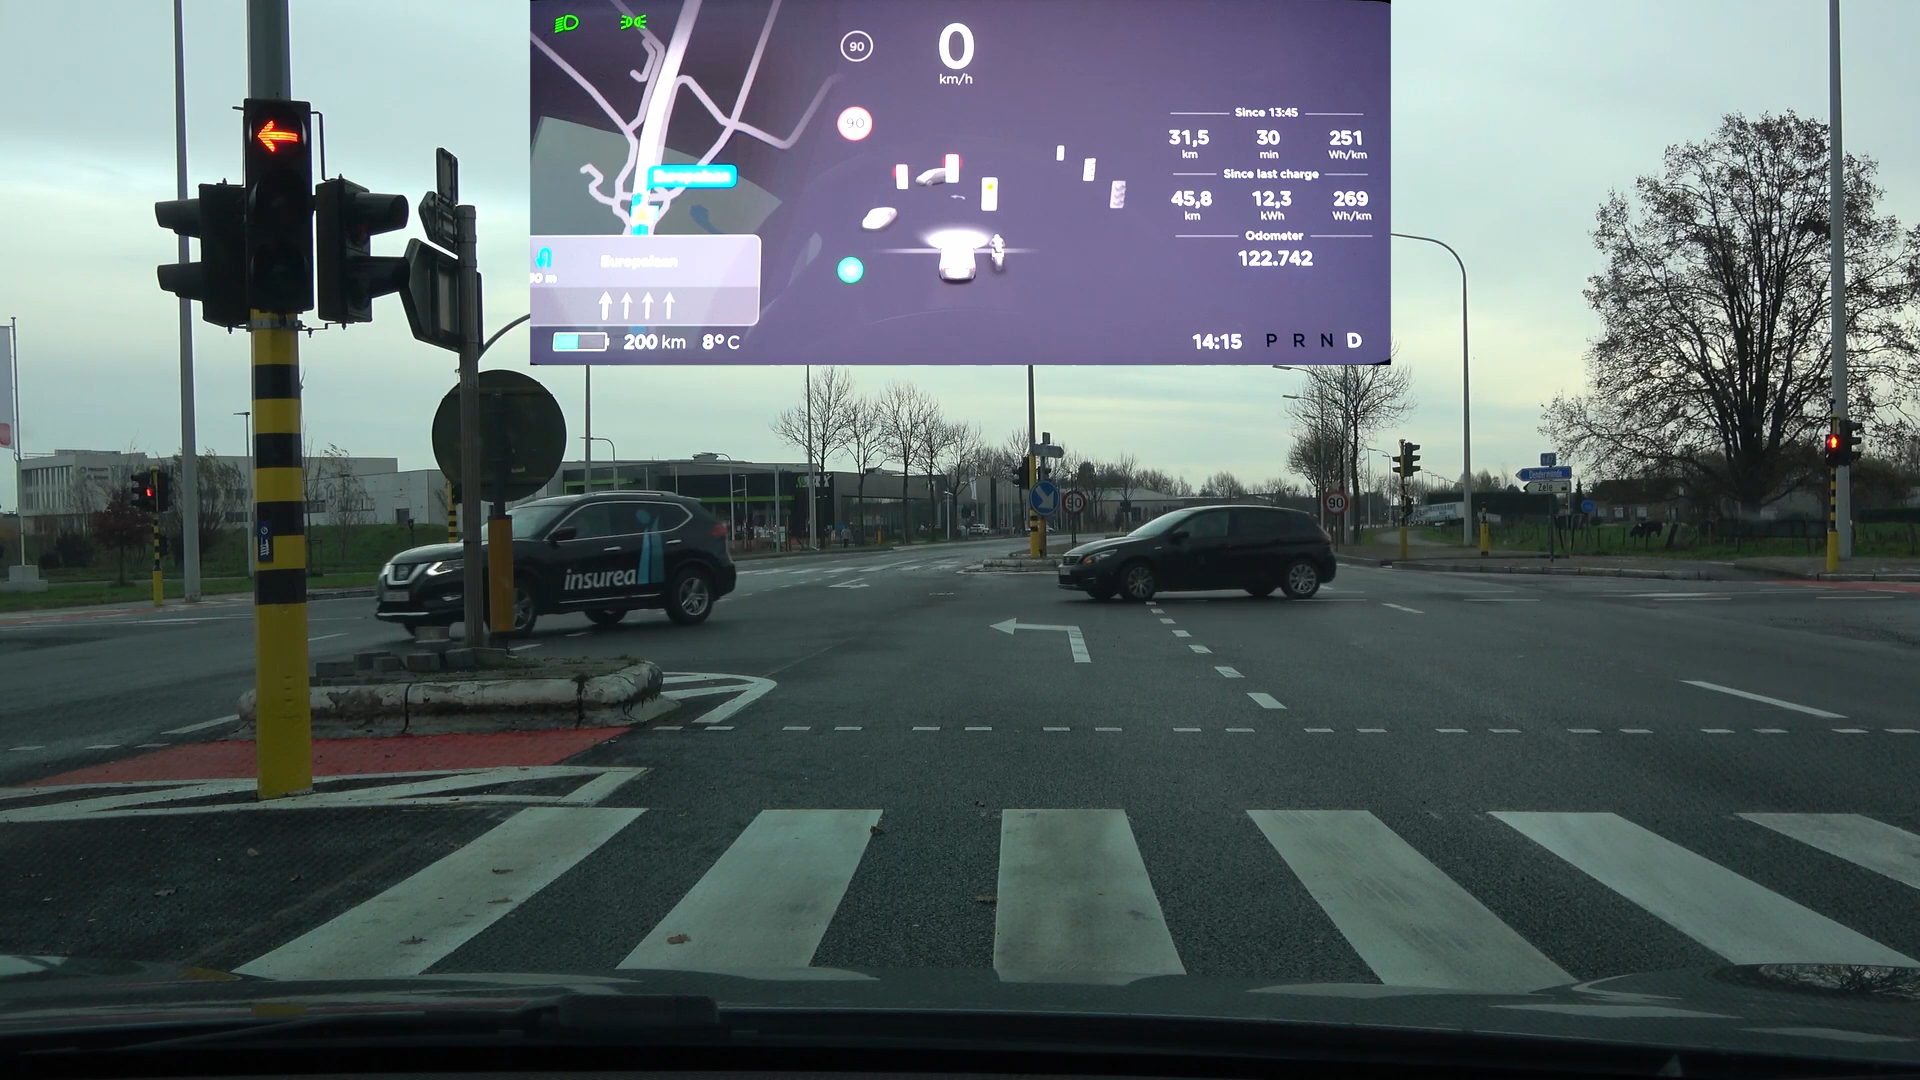 90
0
km/h
90
Since 13:45
31,5
30
251
km
min
Wh/km
Since last charge
45,8
12,3
269
km
kWh
Wh/km
Odometer
122.742
Europalaan
Europalaan
200 km
8° C
14:15
P R N D
insurea
90
90
Dendermonde
Zele